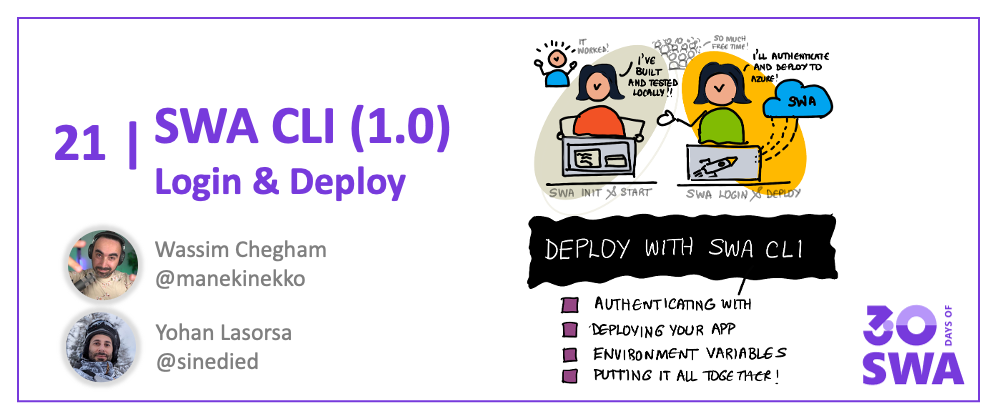 21 |
SWA CLI (1.0)
Login & Deploy
Wassim Chegham
@manekinekko
Yohan Lasorsa
@sinedied
IT
WORKED!
I'VE
BUILT
AND TESTED
LOCALLY!!
SO MUCH
FREE TIME!
I'LL AUTHENTICATE
AND DEPLOY TO
AZURE!
SWA
SWA INIT & START
SWA LOGIN & DEPLOY
DEPLOY WITH SWA CLI
AUTHENTICATING WITH
DEPLOYING YOUR APP
ENVIRONMENT VARIABLES
PUTTING IT ALL TOGETHER!
30
DAYS OF
SWA